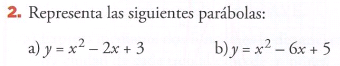 2. Representa las siguientes parábolas:
a) y = x² – 2x + 3 b) y = x² – 6x + 5